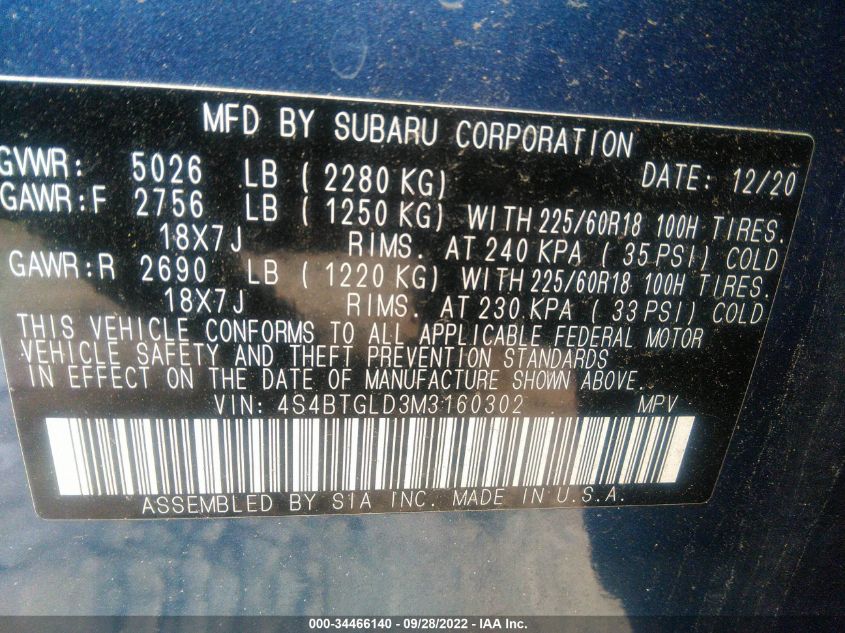 MFD BY SUBARU CORPORATION
GVWR: 5026 LB ( 2280 KG) DATE: 12/20
GAWR:F 2756 LB ( 1250 KG) WITH 225/60R18 100H TIRES.
18X7J RIMS. AT 240 KPA ( 35 PSI) COLD
GAWR:R 2690 LB ( 1220 KG) WITH 225/60R18 100H TIRES.
18X7J RIMS. AT 230 KPA ( 33 PSI) COLD
THIS VEHICLE CONFORMS TO ALL APPLICABLE FEDERAL MOTOR
VEHICLE SAFETY AND THEFT PREVENTION STANDARDS
IN EFFECT ON THE DATE OF MANUFACTURE SHOWN ABOVE.
VIN: 4S4BTGLD3M3160302 MPV
ASSEMBLED BY SIA INC. MADE IN U.S.A.
000-34466140 - 09/28/2022 - IAA Inc.